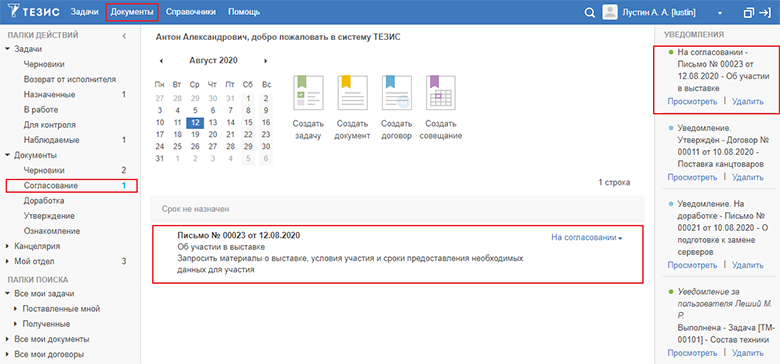 ТЕЗИС Задачи Документы Справочники Помощь Лустин А. А. [lustin]
ПАПКИ ДЕЙСТВИЙ
Задачи
Черновики
Возврат от исполнителя
Назначенные 1
В работе
Для контроля
Наблюдаемые 1
Документы
Черновики 2
Согласование 1
Доработка
Утверждение
Ознакомление
Канцелярия
Мой отдел 3
ПАПКИ ПОИСКА
Все мои задачи
Поставленные мной
Полученные
Все мои документы
Все мои договоры
Антон Александрович, добро пожаловать в систему ТЕЗИС
Август 2020
Пн Вт Ср Чт Пт Сб Вс
27 28 29 30 31 1 2
3 4 5 6 7 8 9
10 11 12 13 14 15 16
17 18 19 20 21 22 23
24 25 26 27 28 29 30
31 1 2 3 4 5 6
Создать задачу
Создать документ
Создать договор
Создать совещание
1 строка
Срок не назначен
Письмо № 00023 от 12.08.2020 На согласовании
Об участии в выставке
Запросить материалы о выставке, условия участия и сроки предоставления необходимых
данных для участия
УВЕДОМЛЕНИЯ
На согласовании -
Письмо № 00023 от
12.08.2020 - Об участии
в выставке
Просмотреть | Удалить
Уведомление.
Утверждён - Договор №
00011 от 10.08.2020 -
Поставка канцтоваров
Просмотреть | Удалить
Уведомление. На
доработке - Письмо №
00021 от 10.08.2020 - О
подготовке к замене
серверов
Просмотреть | Удалить
Уведомление за
пользователя Леший М.
Р.
Выполнена - Задача [ТМ-
00101] - Состав техники
Просмотреть | Удалить